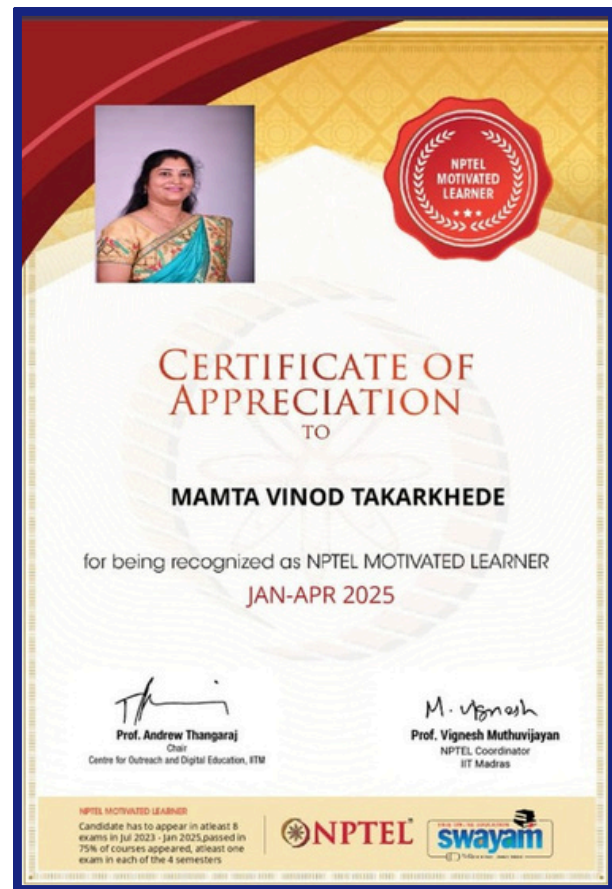 NPTEL
MOTIVATED
LEARNER
CERTIFICATE OF
APPRECIATION
TO
MAMTA VINOD TAKARKHEDE
for being recognized as NPTEL MOTIVATED LEARNER
JAN-APR 2025
M. Vignesh
Prof. Andrew Thangaraj
Chair
Centre for Outreach and Digital Education, IITM
Prof. Vignesh Muthuvijayan
NPTEL Coordinator
IIT Madras
NPTEL MOTIVATED LEARNER
Candidate has to appear in atleast 8
exams in Jul 2023 - Jan 2025,passed in
75% of courses appeared, atleast one
exam in each of the 4 semesters
NPTEL
swayam